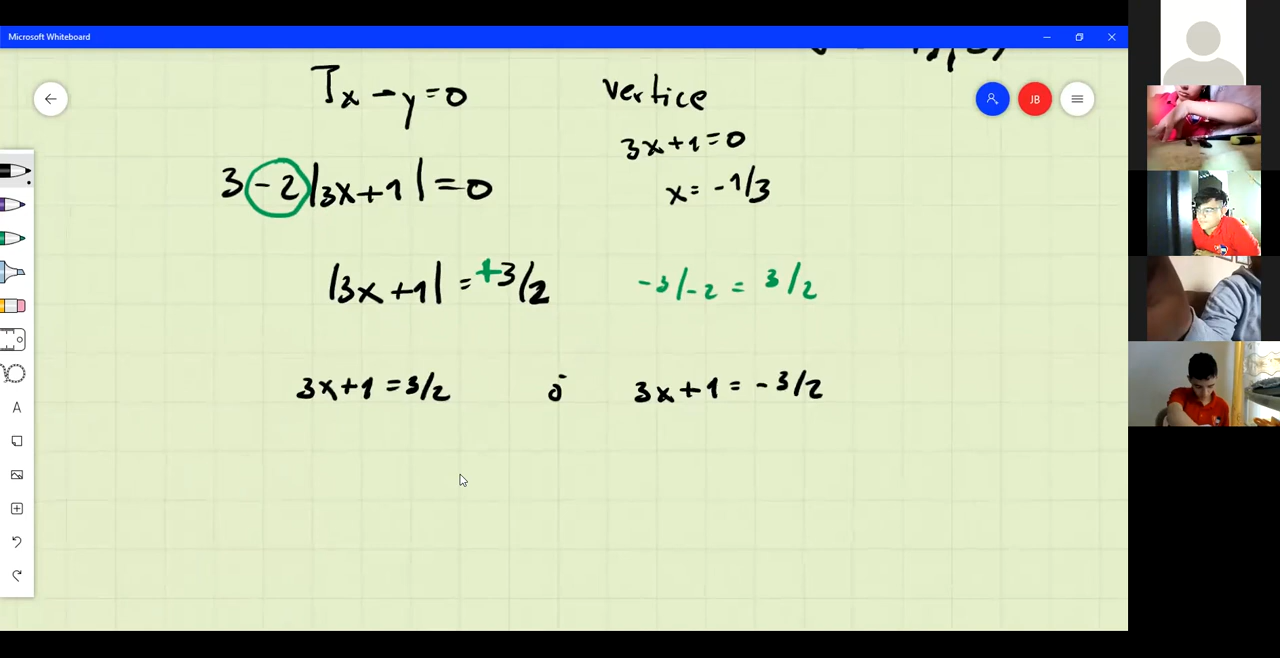 Microsoft Whiteboard
Ix - y = 0
vertice
3x + 1 = 0
x = -1/3
JB
3 - 2|3x + 1| = 0
|3x + 1| = +3/2
-3/-2 = 3/2
3x + 1 = 3/2 ó 3x + 1 = -3/2
A